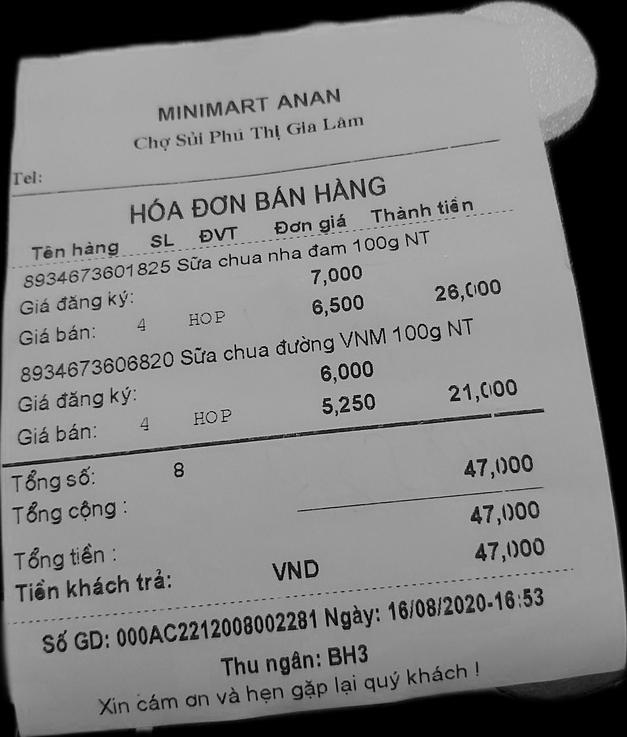 MINIMART ANAN
Chợ Sủi Phú Thị Gia Lâm
Tel:
HÓA ĐƠN BÁN HÀNG
Tên hàng SL ĐVT Đơn giá Thành tiền
8934673601825 Sữa chua nha đam 100g NT
Giá đăng ký: 7,000
Giá bán: 4 HOP 6,500 26,000
8934673606820 Sữa chua đường VNM 100g NT
Giá đăng ký: 6,000
Giá bán: 4 HOP 5,250 21,000
Tổng số: 8
Tổng cộng : 47,000
Tổng tiền : 47,000
Tiền khách trả: VND 47,000
Số GD: 000AC2212008002281 Ngày: 16/08/2020-16:53
Thu ngân: BH3
Xin cám ơn và hẹn gặp lại quý khách !